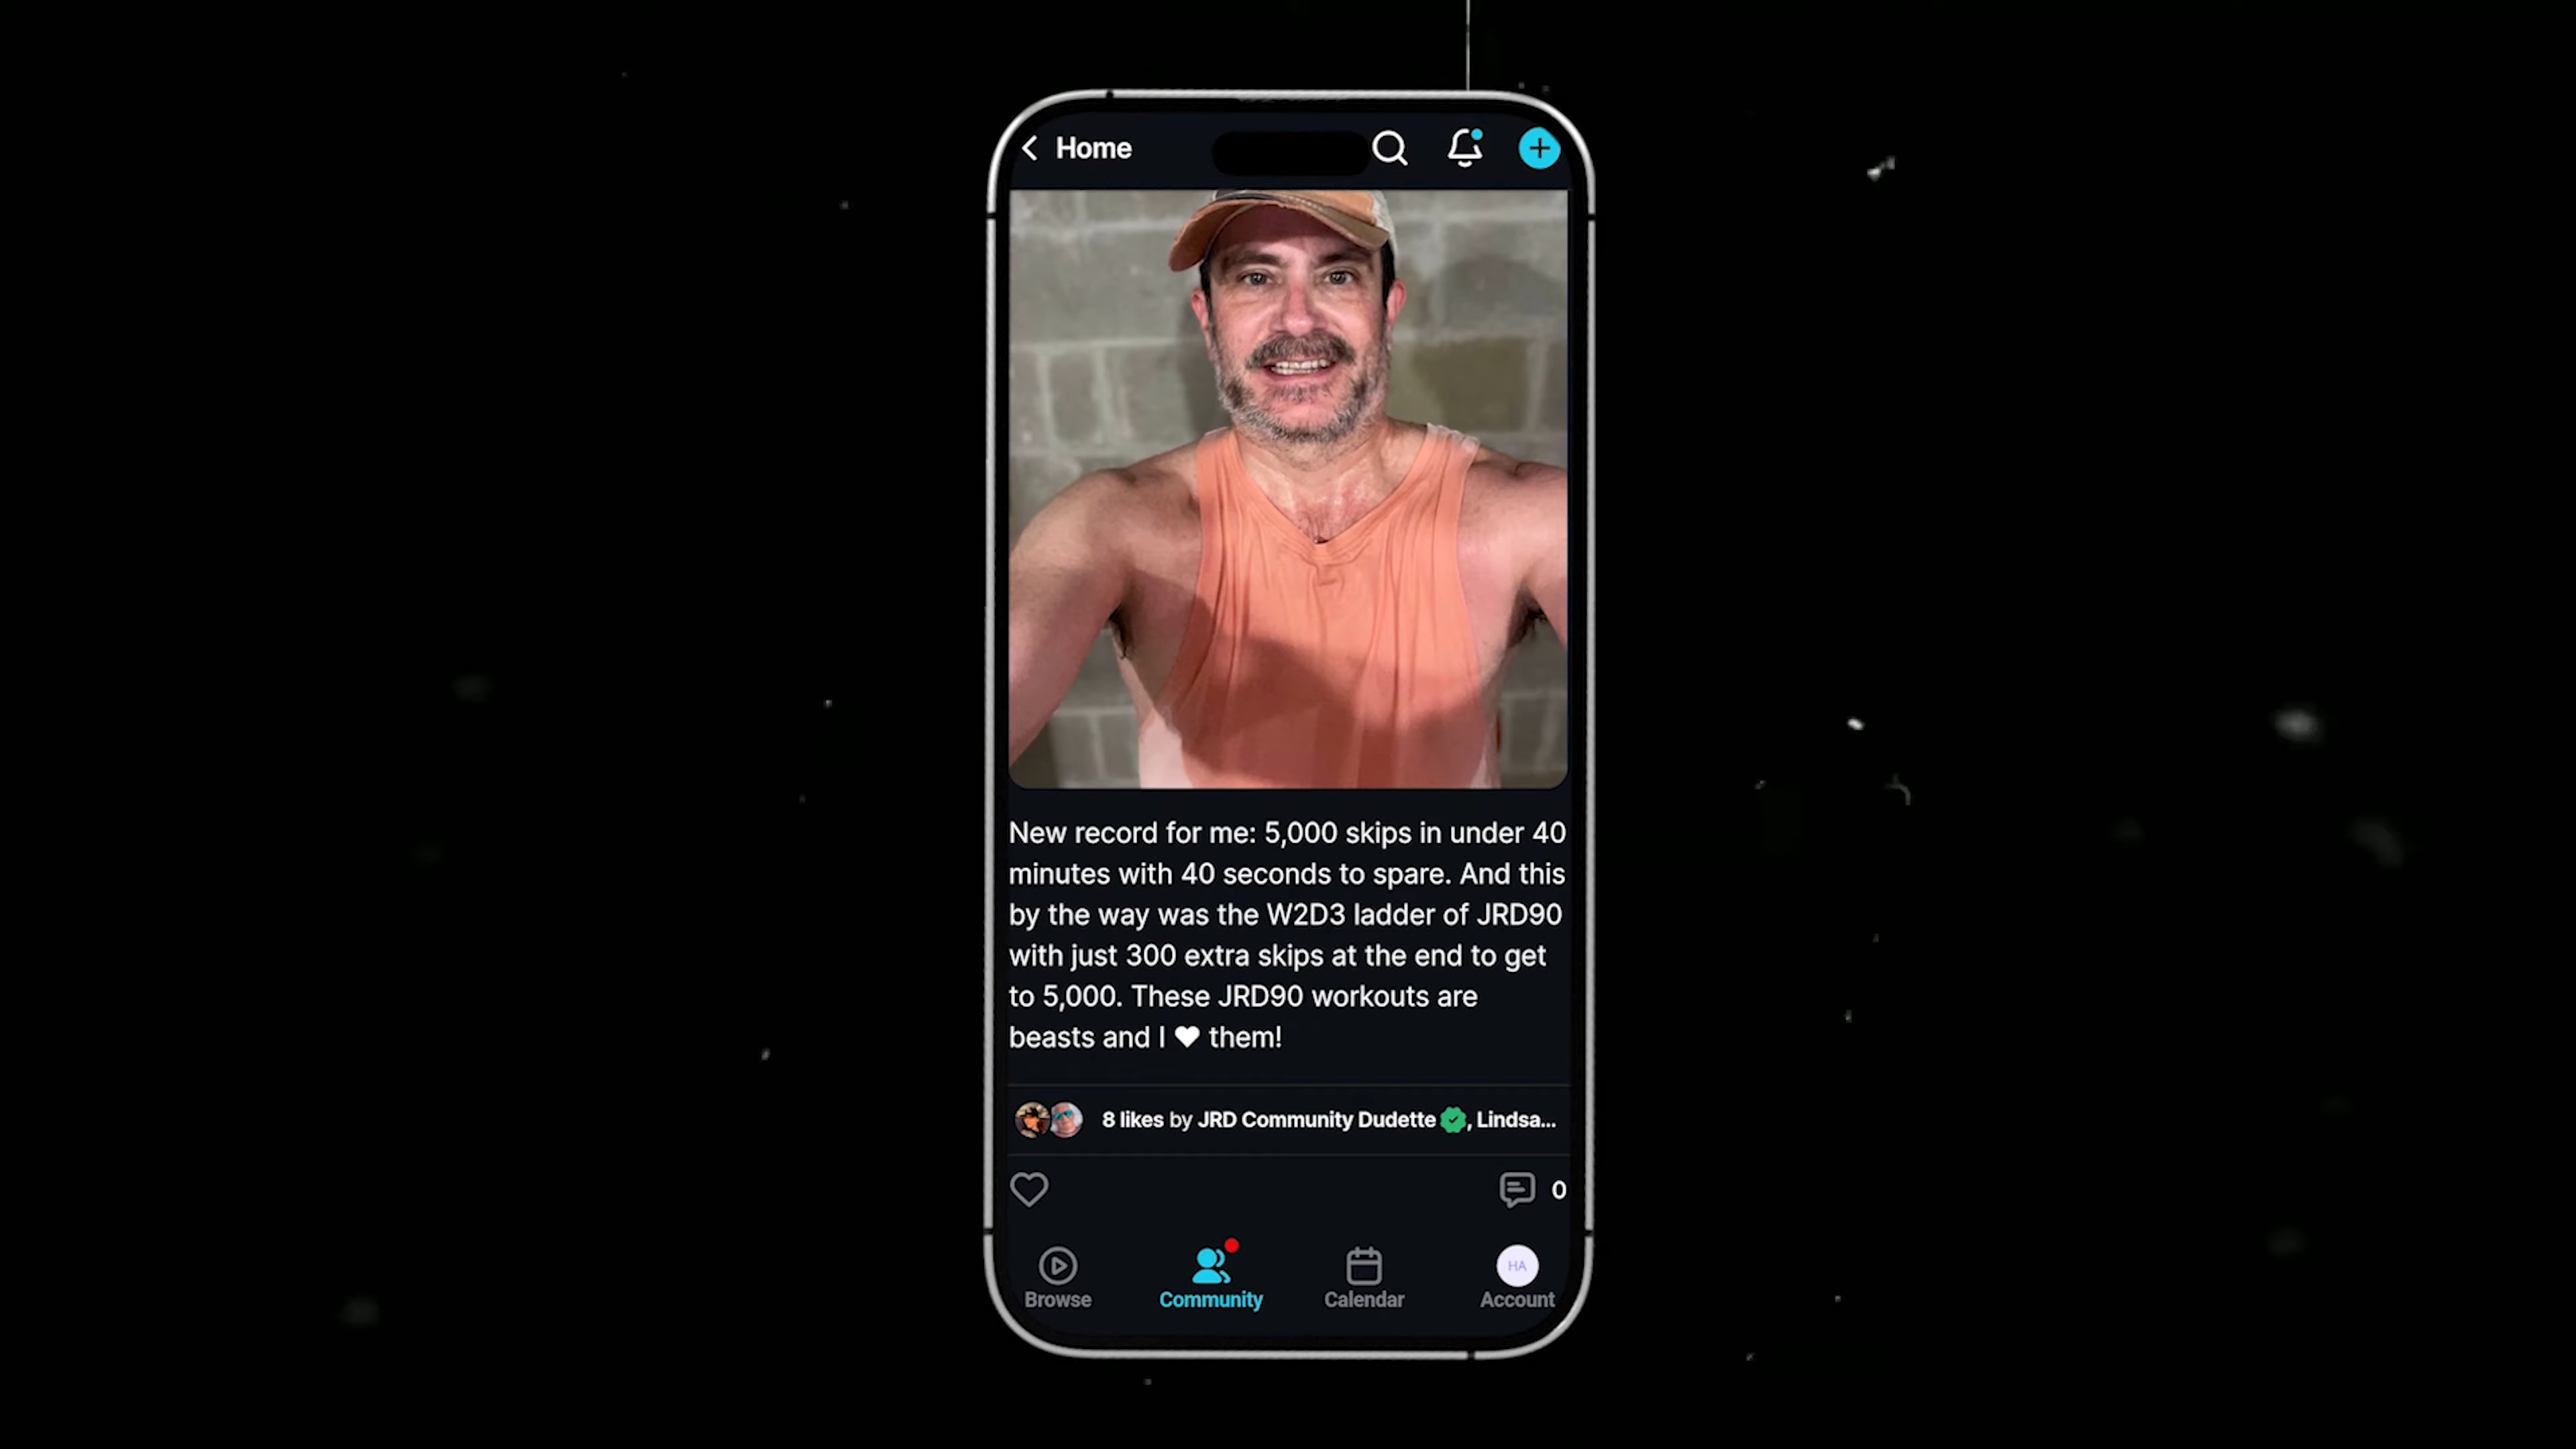 Home
New record for me: 5,000 skips in under 40
minutes with 40 seconds to spare. And this
by the way was the W2D3 ladder of JRD90
with just 300 extra skips at the end to get
to 5,000. These JRD90 workouts are
beasts and I ♥ them!
8 likes by JRD Community Dudette, Lindsa...
0
HA
Browse Community Calendar Account